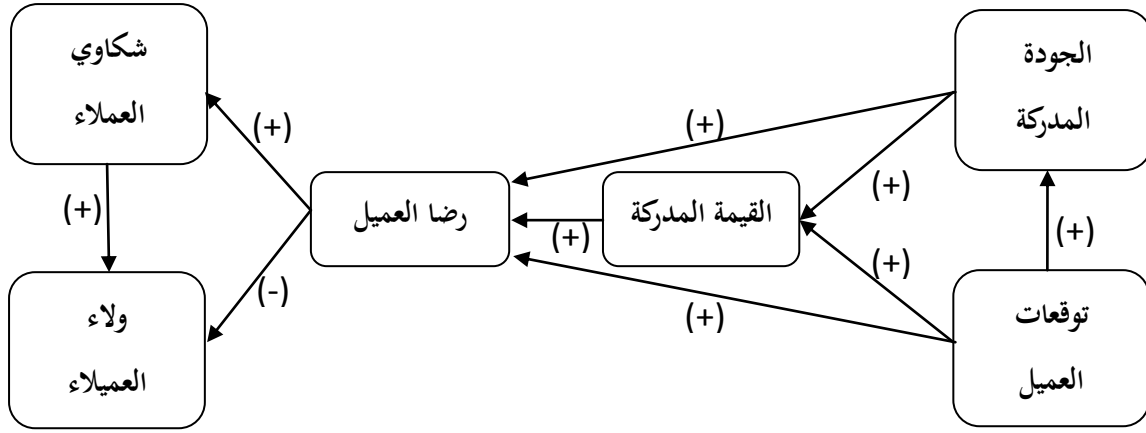 الجودة
المدركة
(+)
توقعات
العميل
(+)
(+)
القيمة المدركة
(+)
(+)
(+)
رضا العميل
(+)
(-)
شكاوي
العملاء
(+)
ولاء
العميلاء